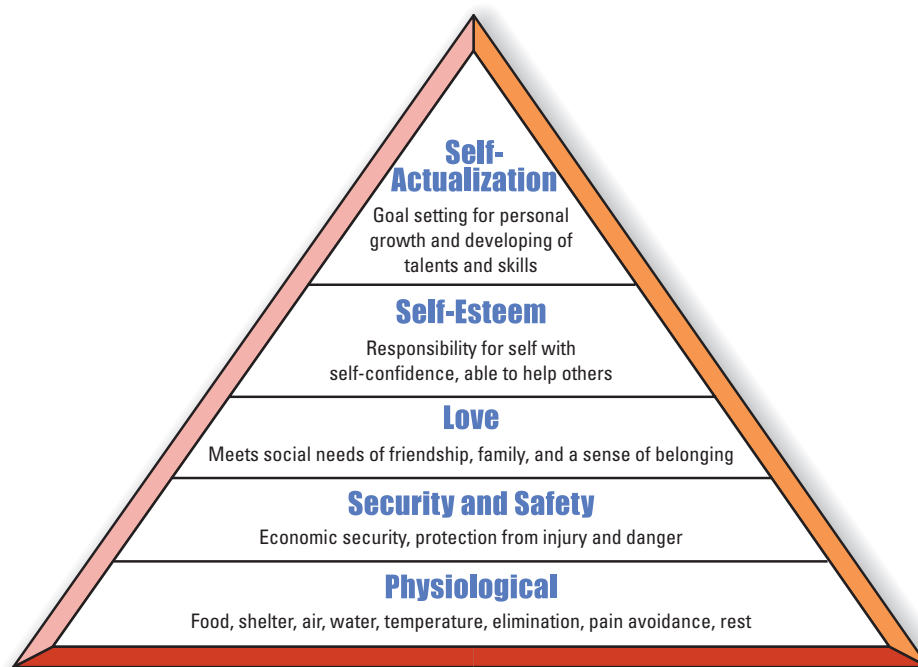 Self-
Actualization
Goal setting for personal
growth and developing of
talents and skills
Self-Esteem
Responsibility for self with
self-confidence, able to help others
Love
Meets social needs of friendship, family, and a sense of belonging
Security and Safety
Economic security, protection from injury and danger
Physiological
Food, shelter, air, water, temperature, elimination, pain avoidance, rest